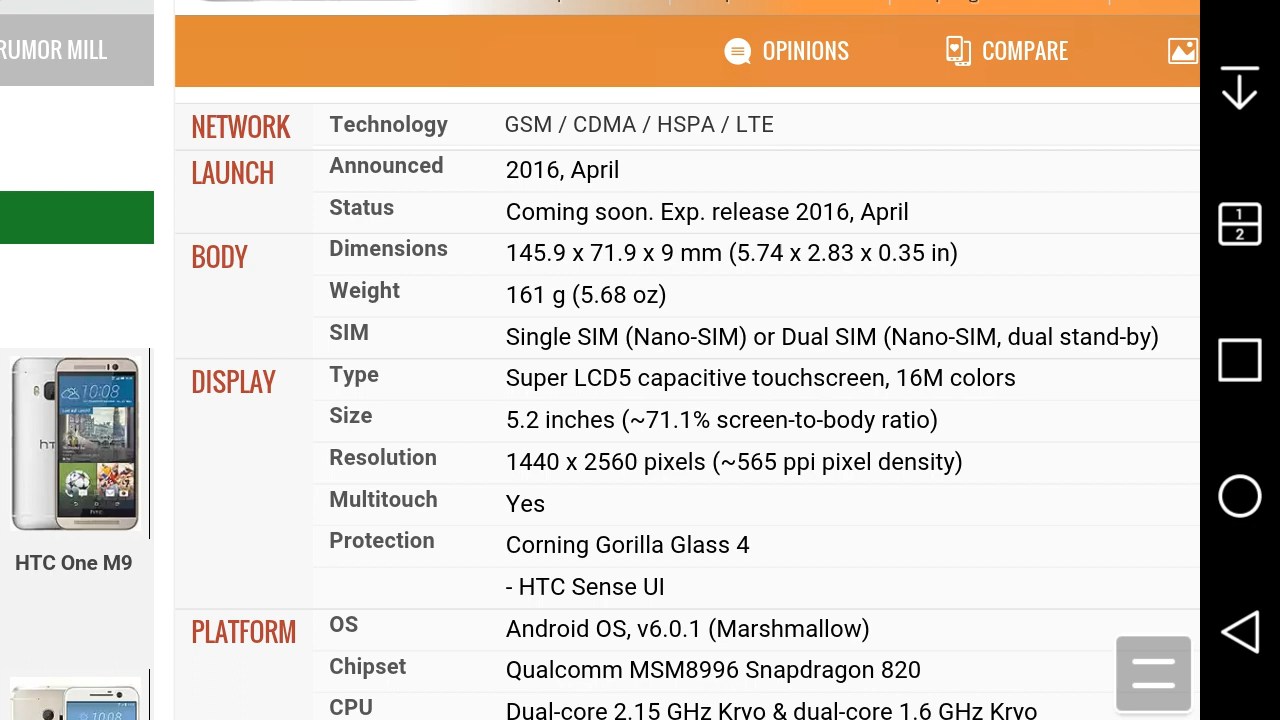 RUMOR MILL
OPINIONS
COMPARE
NETWORK Technology GSM / CDMA / HSPA / LTE
LAUNCH Announced 2016, April
Status Coming soon. Exp. release 2016, April
BODY Dimensions 145.9 x 71.9 x 9 mm (5.74 x 2.83 x 0.35 in)
Weight 161 g (5.68 oz)
SIM Single SIM (Nano-SIM) or Dual SIM (Nano-SIM, dual stand-by)
DISPLAY Type Super LCD5 capacitive touchscreen, 16M colors
Size 5.2 inches (~71.1% screen-to-body ratio)
Resolution 1440 x 2560 pixels (~565 ppi pixel density)
Multitouch Yes
Protection Corning Gorilla Glass 4
- HTC Sense UI
PLATFORM OS Android OS, v6.0.1 (Marshmallow)
Chipset Qualcomm MSM8996 Snapdragon 820
CPU Dual-core 2.15 GHz Kryo & dual-core 1.6 GHz Kryo
10:08
HTC One M9
10:08
1
2